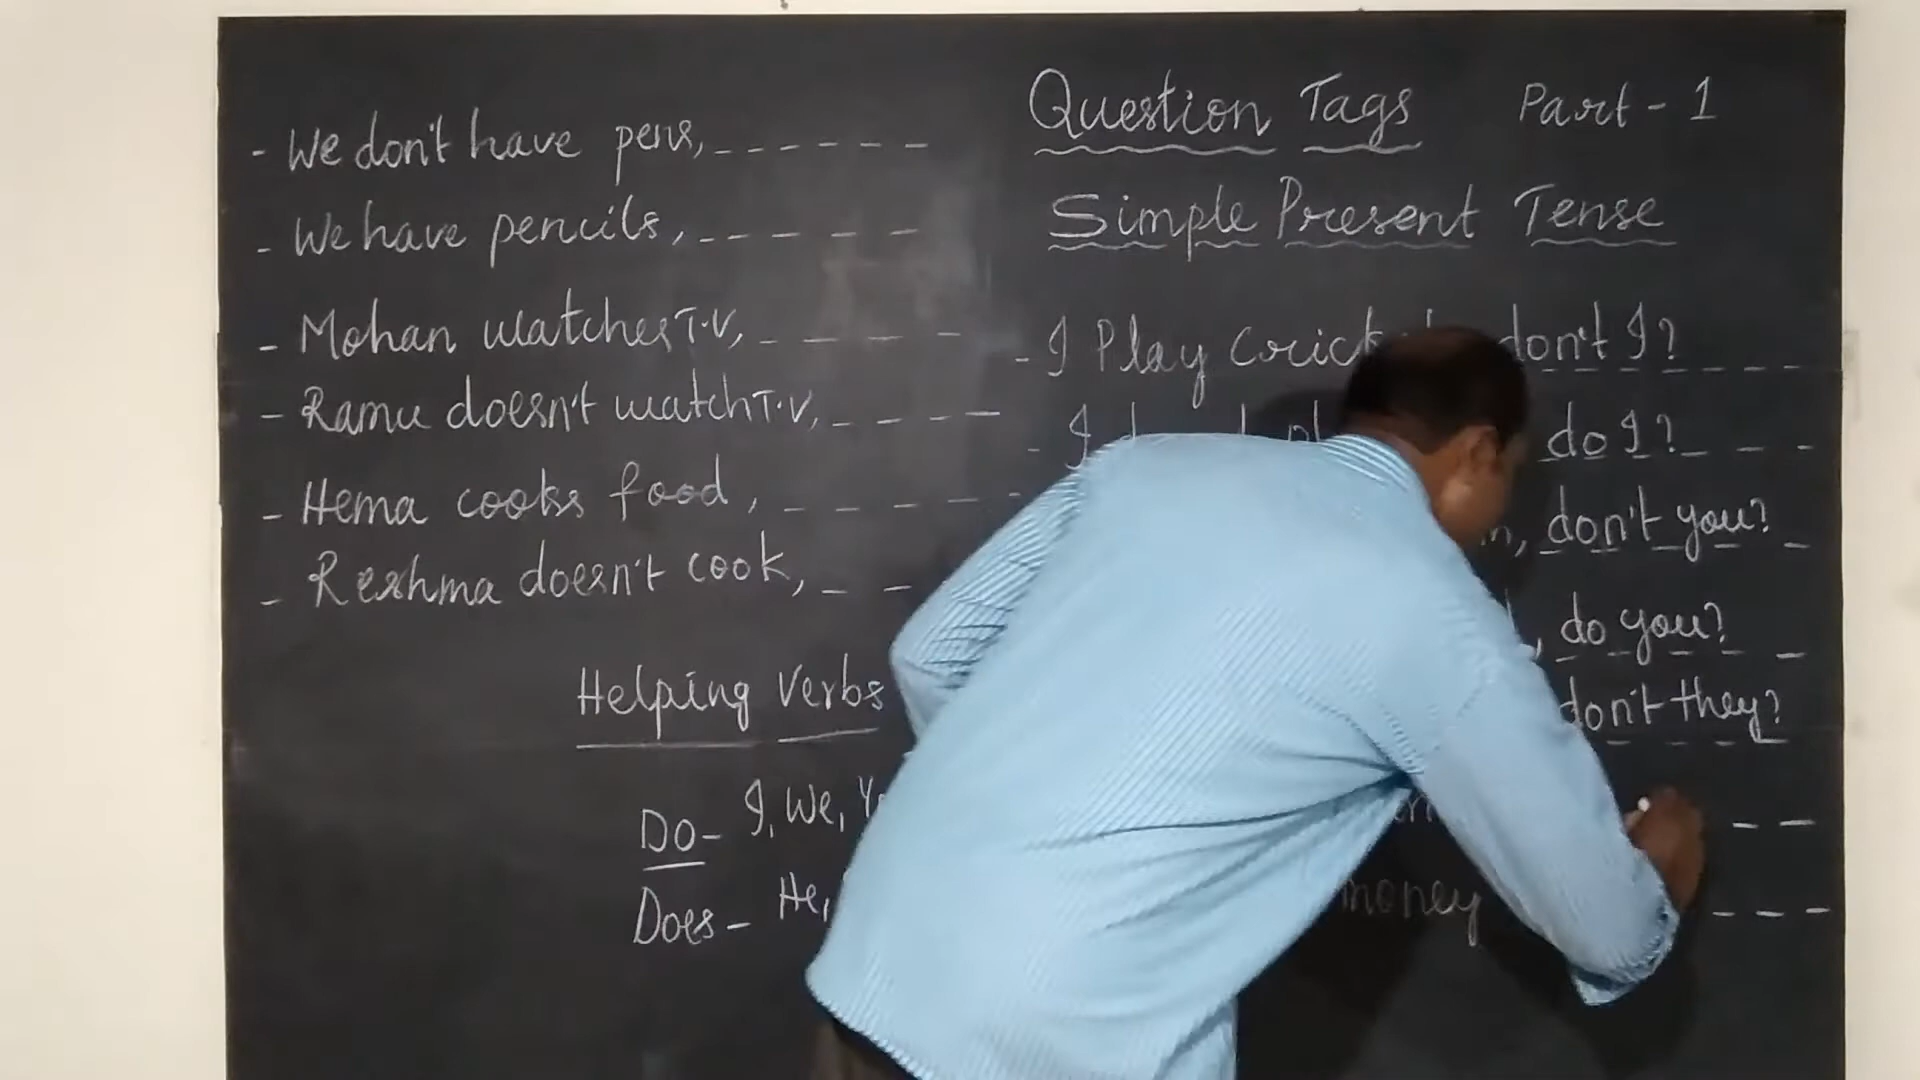 - We don't have pens, _ _ _ _ _ _
- We have pencils, _ _ _ _ _
- Mohan watches T.V, _ _ _ _ _
- Ramu doesn't watch T.V, _ _ _ _
- Hema cooks food, _ _ _ _ _
- Reshma doesn't cook, _ _
Helping Verbs
Do - I, We,
Does - He,
Question Tags Part - 1
Simple Present Tense
- I Play don't I?
- I do I?
don't you?
do you?
don't they?
money